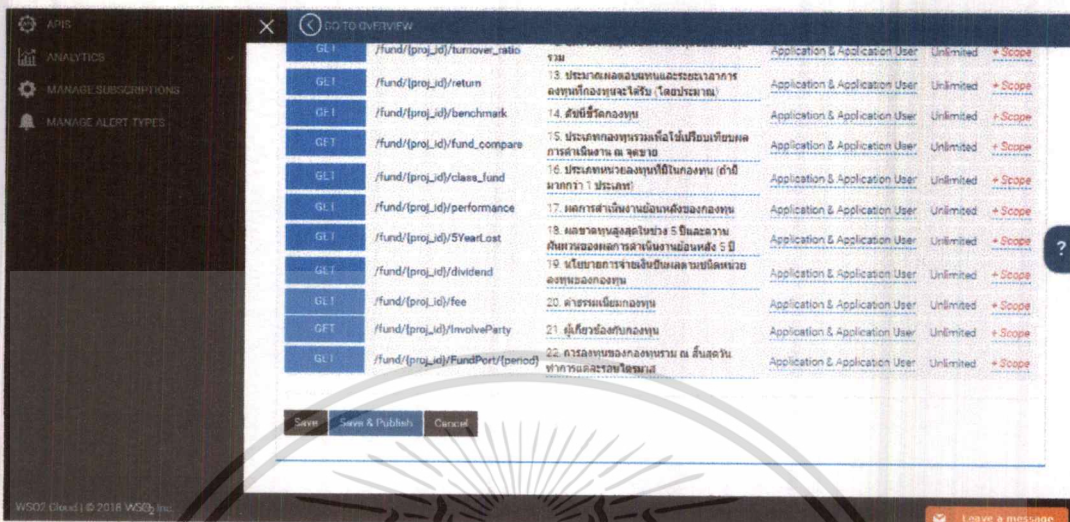 APIS
ANALYTICS
MANAGE SUBSCRIPTIONS
MANAGE ALERT TYPES
GO TO OVERVIEW
GET /fund/{proj_id}/turnover_ratio รวม Application & Application User Unlimited + Scope
GET /fund/{proj_id}/return 13. ประมาณผลตอบแทนและระยะเวลาการ
ลงทุนที่กองทุนจะได้รับ (โดยประมาณ) Application & Application User Unlimited + Scope
GET /fund/{proj_id}/benchmark 14. ดัชนีชี้วัดกองทุน Application & Application User Unlimited + Scope
GET /fund/{proj_id}/fund_compare 15. ประเภทกองทุนรวมเพื่อใช้เปรียบเทียบผล
การดำเนินงาน ณ จุดขาย Application & Application User Unlimited + Scope
GET /fund/{proj_id}/class_fund 16. ประเภทหน่วยลงทุนที่มีในกองทุน (ถ้ามี
มากกว่า 1 ประเภท) Application & Application User Unlimited + Scope
GET /fund/{proj_id}/performance 17. ผลการดำเนินงานย้อนหลังของกองทุน Application & Application User Unlimited + Scope
GET /fund/{proj_id}/5YearLost 18. ผลขาดทุนสูงสุดในช่วง 5 ปีและความ
ผันผวนของผลการดำเนินงานย้อนหลัง 5 ปี Application & Application User Unlimited + Scope
GET /fund/{proj_id}/dividend 19. นโยบายการจ่ายเงินปันผลตามชนิดหน่วย
ลงทุนของกองทุน Application & Application User Unlimited + Scope
GET /fund/{proj_id}/fee 20. ค่าธรรมเนียมกองทุน Application & Application User Unlimited + Scope
GET /fund/{proj_id}/InvolveParty 21. ผู้เกี่ยวข้องกับกองทุน Application & Application User Unlimited + Scope
GET /fund/{proj_id}/FundPort/{period} 22. การลงทุนของกองทุนรวม ณ สิ้นสุดวัน
ทำการแต่ละรอบไตรมาส Application & Application User Unlimited + Scope
?
Save Save & Publish Cancel
WSO2 Cloud | © 2018 WSO2 Inc.
Leave a message